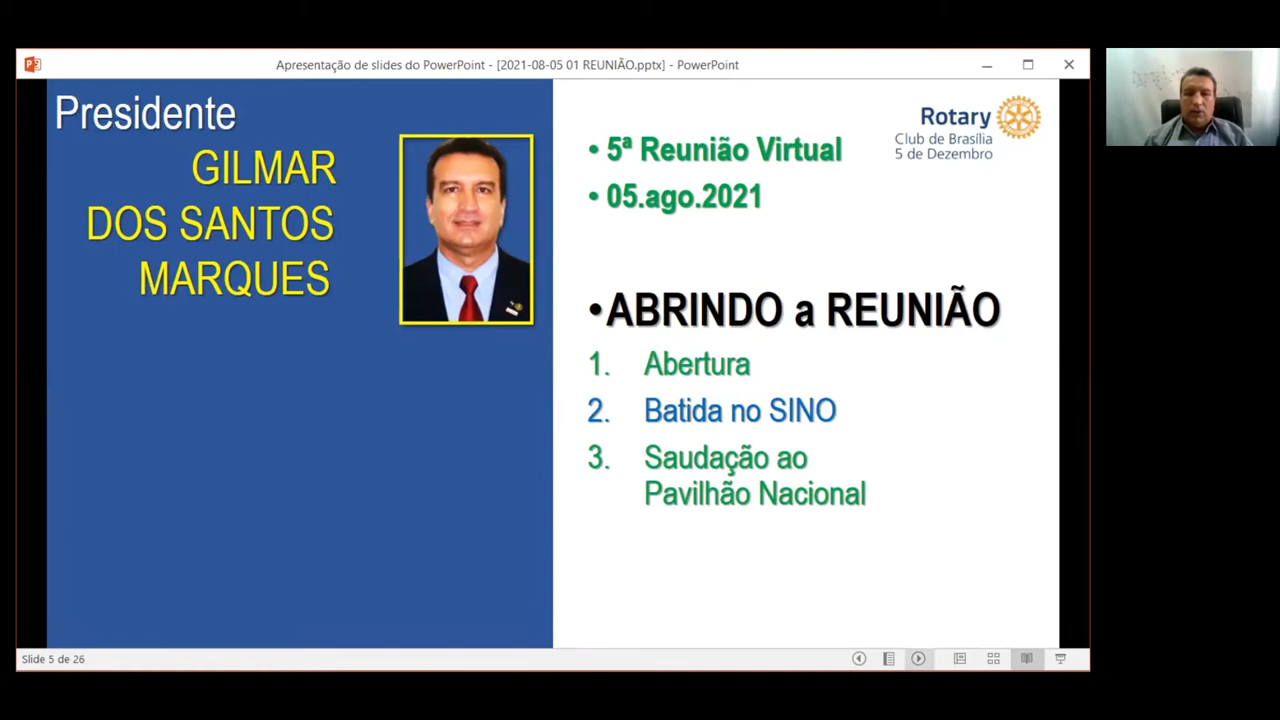 Apresentação de slides do PowerPoint - [2021-08-05 01 REUNIÃO.pptx] - PowerPoint
Presidente
GILMAR
DOS SANTOS
MARQUES
Rotary
Club de Brasília
5 de Dezembro
• 5ª Reunião Virtual
• 05.ago.2021
•ABRINDO a REUNIÃO
1. Abertura
2. Batida no SINO
3. Saudação ao
Pavilhão Nacional
Slide 5 de 26